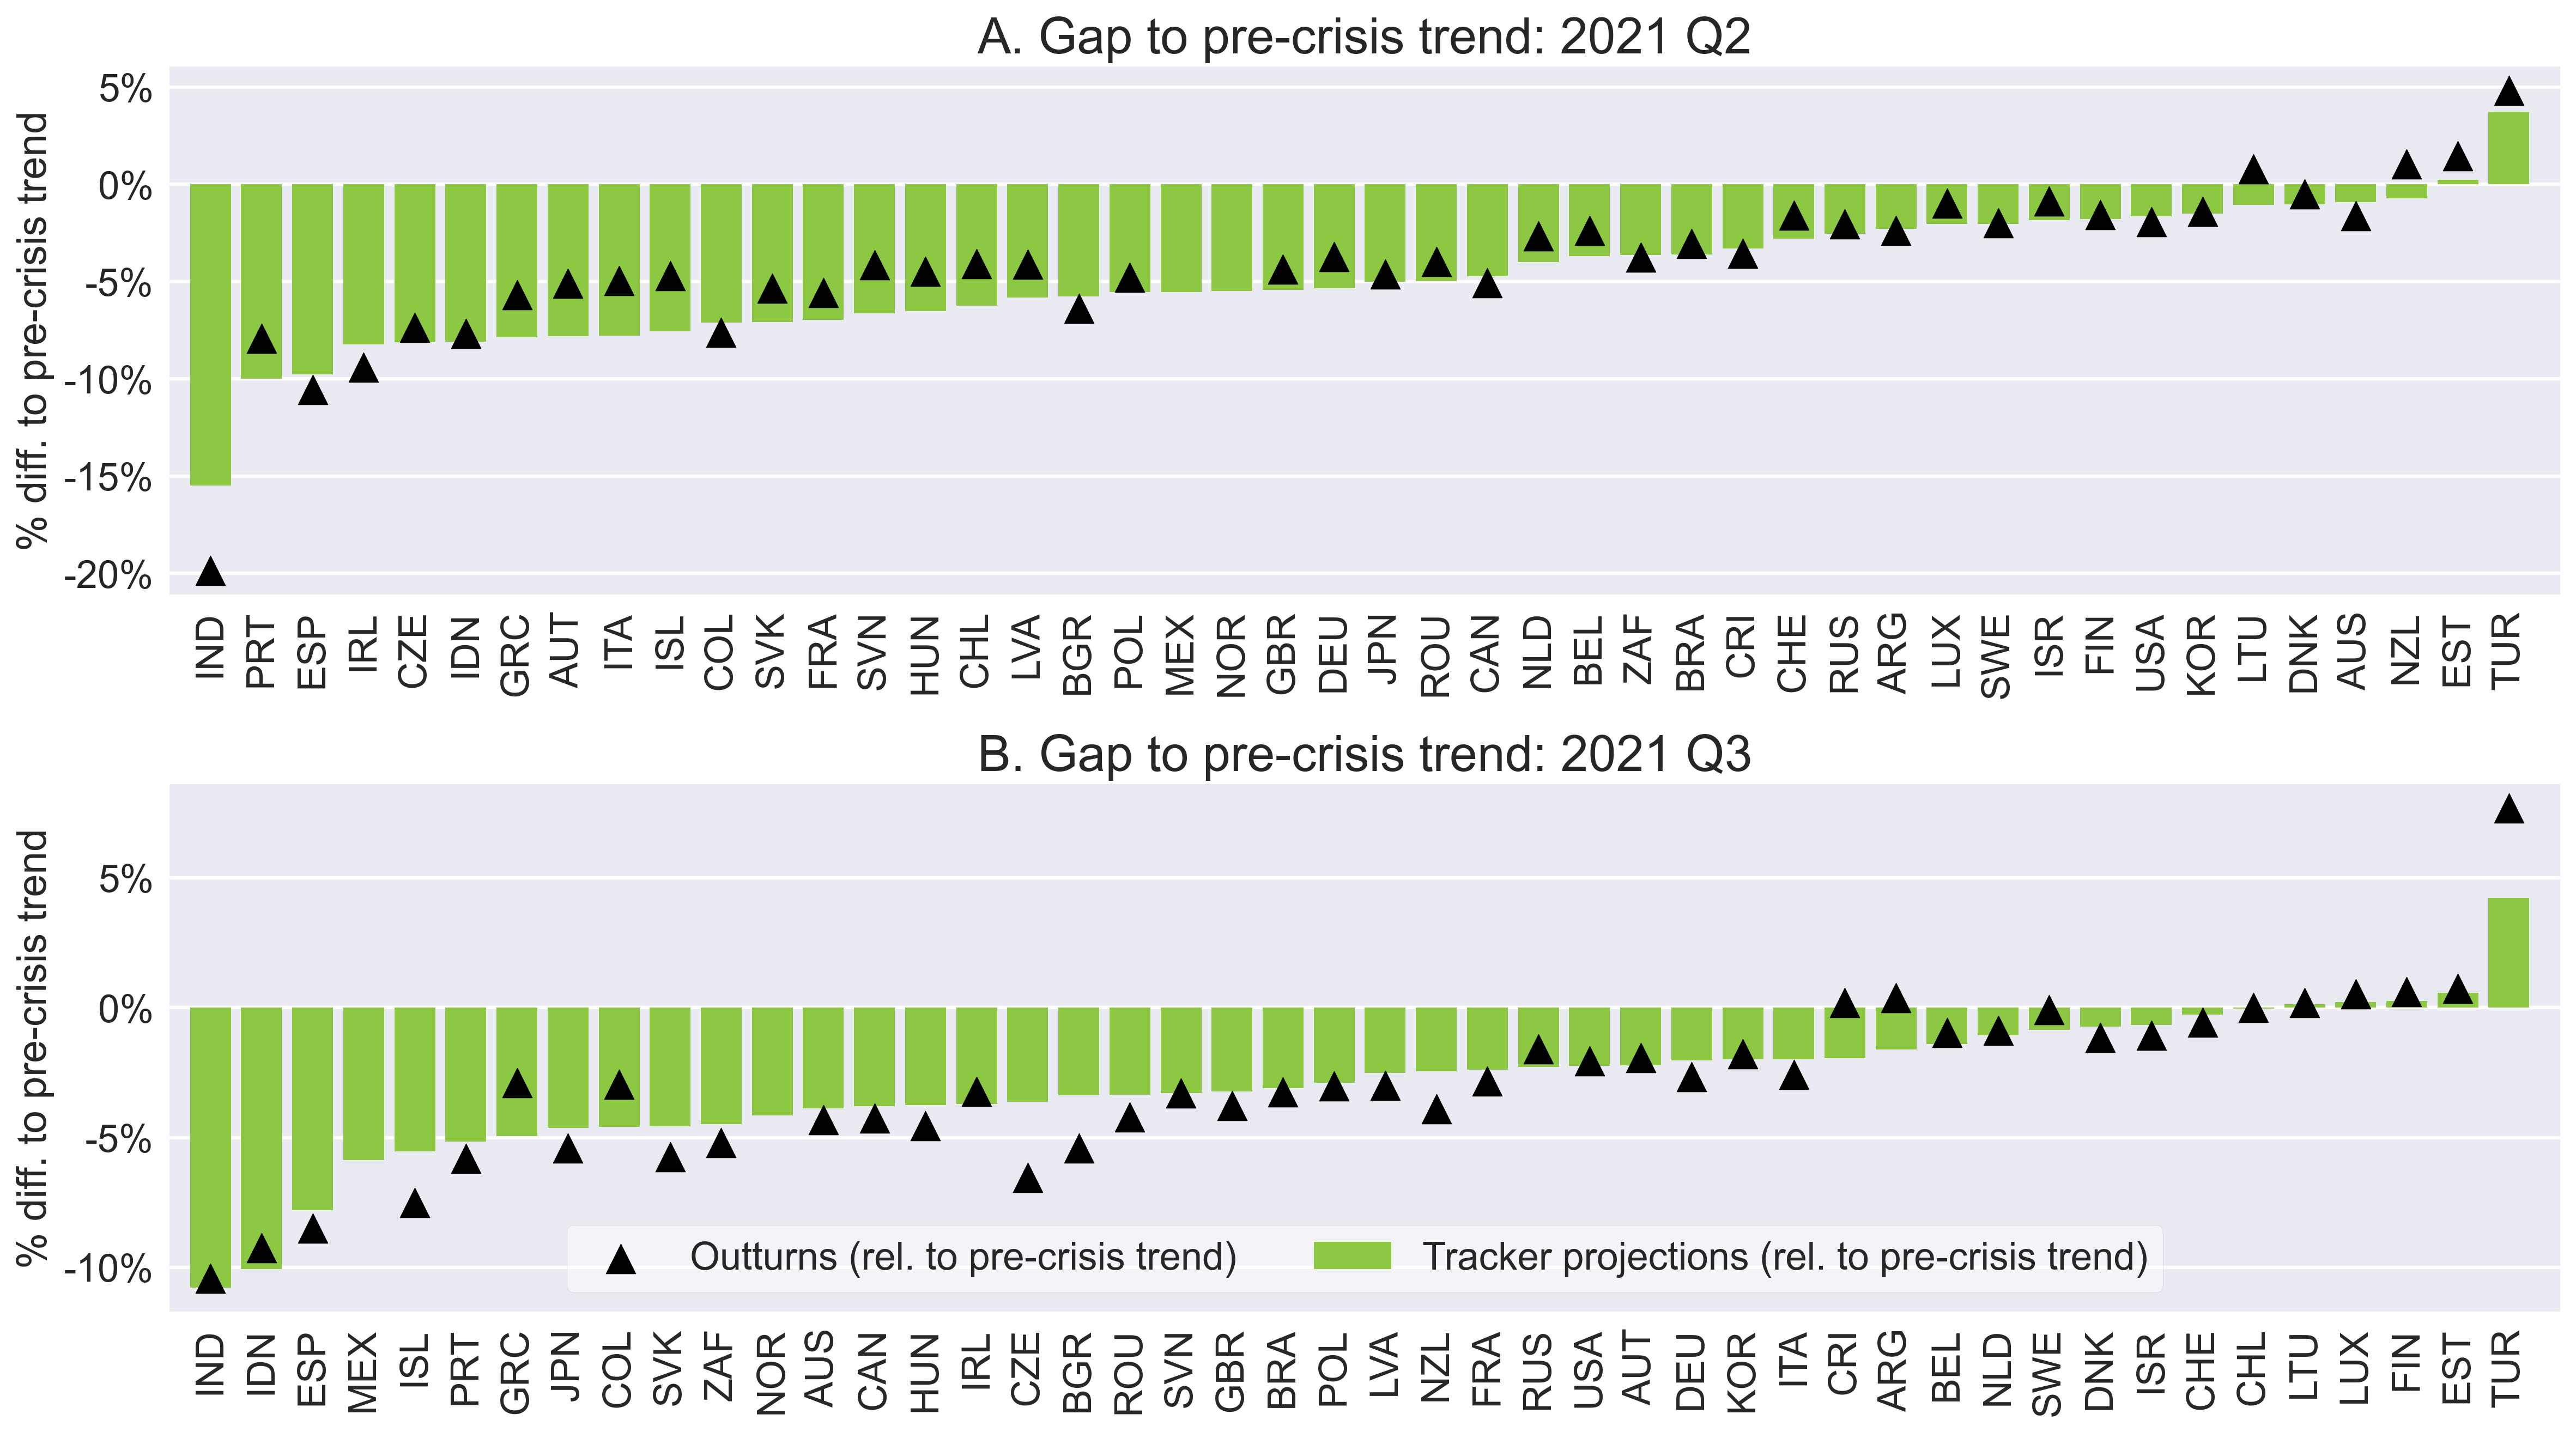 A. Gap to pre-crisis trend: 2021 Q2
% diff. to pre-crisis trend
5%
0%
-5%
-10%
-15%
-20%
IND PRT ESP IRL CZE IDN GRC AUT ITA ISL COL SVK FRA SVN HUN CHL LVA BGR POL MEX NOR GBR DEU JPN ROU CAN NLD BEL ZAF BRA CRI CHE RUS ARG LUX SWE ISR FIN USA KOR LTU DNK AUS NZL EST TUR
B. Gap to pre-crisis trend: 2021 Q3
% diff. to pre-crisis trend
5%
0%
-5%
-10%
Outturns (rel. to pre-crisis trend) Tracker projections (rel. to pre-crisis trend)
IND IDN ESP MEX ISL PRT GRC JPN COL SVK ZAF NOR AUS CAN HUN IRL CZE BGR ROU SVN GBR BRA POL LVA NZL FRA RUS USA AUT DEU KOR ITA CRI ARG BEL NLD SWE DNK ISR CHE CHL LTU LUX FIN EST TUR